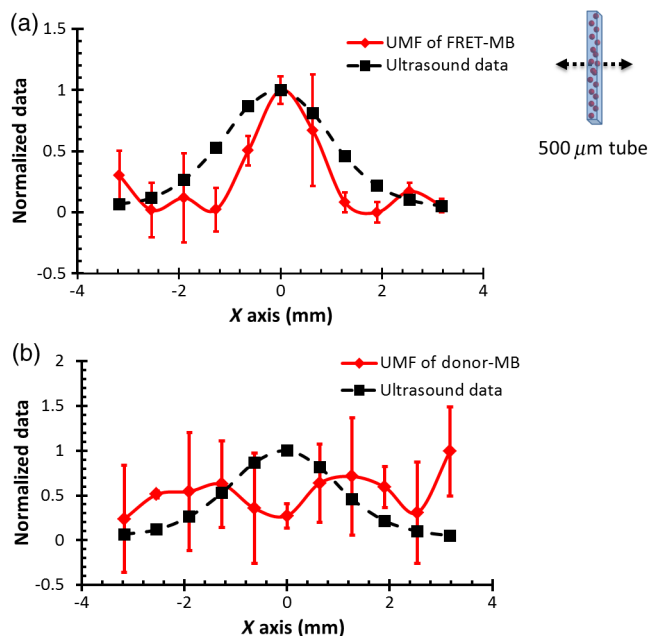 (a)
1.5
1
0.5
0
-0.5
Normalized data
UMF of FRET-MB
Ultrasound data
-4
-2
0
2
4
X axis (mm)
500 μm tube
(b)
2
1.5
1
0.5
0
-0.5
Normalized data
UMF of donor-MB
Ultrasound data
-4
-2
0
2
4
X axis (mm)